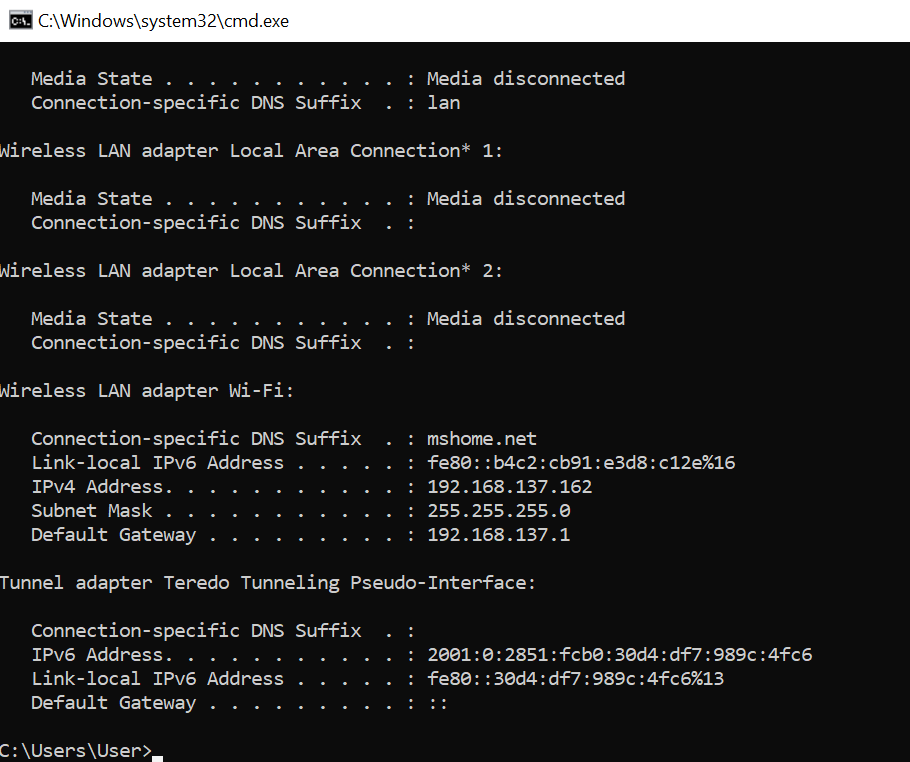 C:\Windows\system32\cmd.exe
Media State . . . . . . . . . . . : Media disconnected
Connection-specific DNS Suffix  . : lan
Wireless LAN adapter Local Area Connection* 1:
Media State . . . . . . . . . . . : Media disconnected
Connection-specific DNS Suffix  . :
Wireless LAN adapter Local Area Connection* 2:
Media State . . . . . . . . . . . : Media disconnected
Connection-specific DNS Suffix  . :
Wireless LAN adapter Wi-Fi:
Connection-specific DNS Suffix  . : mshome.net
Link-local IPv6 Address . . . . . : fe80::b4c2:cb91:e3d8:c12e%16
IPv4 Address. . . . . . . . . . . : 192.168.137.162
Subnet Mask . . . . . . . . . . . : 255.255.255.0
Default Gateway . . . . . . . . . : 192.168.137.1
Tunnel adapter Teredo Tunneling Pseudo-Interface:
Connection-specific DNS Suffix  . :
IPv6 Address. . . . . . . . . . . : 2001:0:2851:fcb0:30d4:df7:989c:4fc6
Link-local IPv6 Address . . . . . : fe80::30d4:df7:989c:4fc6%13
Default Gateway . . . . . . . . . : ::
C:\Users\User>